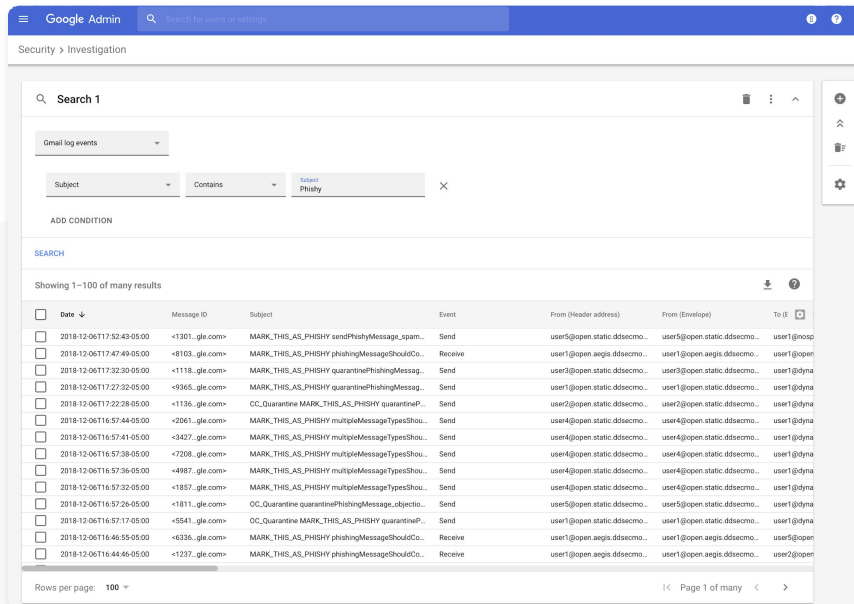 Google Admin
Search for users or settings
Security > Investigation
Search 1
Gmail log events
Subject
Contains
Subject
Phishy
ADD CONDITION
SEARCH
Showing 1–100 of many results
Date Message ID Subject Event From (Header address) From (Envelope) To (E
2018-12-06T17:52:43-05:00 <1301...gle.com> MARK_THIS_AS_PHISHY sendPhishyMessage_spam... Send user5@open.static.ddsecmo... user5@open.static.ddsecmo... user1@nosp
2018-12-06T17:47:49-05:00 <8103...gle.com> MARK_THIS_AS_PHISHY phishingMessageShouldCo... Receive user1@open.aegis.ddsecmo... user1@open.aegis.ddsecmo... user1@open
2018-12-06T17:32:30-05:00 <1118...gle.com> MARK_THIS_AS_PHISHY quarantinePhishingMessag... Send user3@open.static.ddsecmo... user3@open.static.ddsecmo... user1@dyna
2018-12-06T17:27:32-05:00 <9365...gle.com> MARK_THIS_AS_PHISHY quarantinePhishingMessag... Send user1@open.static.ddsecmo... user1@open.static.ddsecmo... user1@dyna
2018-12-06T17:22:28-05:00 <1136...gle.com> CC_Quarantine MARK_THIS_AS_PHISHY quarantineP... Send user2@open.static.ddsecmo... user2@open.static.ddsecmo... user1@dyna
2018-12-06T16:57:44-05:00 <2061...gle.com> MARK_THIS_AS_PHISHY multipleMessageTypesShou... Send user4@open.static.ddsecmo... user4@open.static.ddsecmo... user1@dyna
2018-12-06T16:57:41-05:00 <3427...gle.com> MARK_THIS_AS_PHISHY multipleMessageTypesShou... Send user4@open.static.ddsecmo... user4@open.static.ddsecmo... user1@dyna
2018-12-06T16:57:38-05:00 <7208...gle.com> MARK_THIS_AS_PHISHY multipleMessageTypesShou... Send user4@open.static.ddsecmo... user4@open.static.ddsecmo... user1@dyna
2018-12-06T16:57:36-05:00 <4987...gle.com> MARK_THIS_AS_PHISHY multipleMessageTypesShou... Send user4@open.static.ddsecmo... user4@open.static.ddsecmo... user1@dyna
2018-12-06T16:57:32-05:00 <1857...gle.com> MARK_THIS_AS_PHISHY multipleMessageTypesShou... Send user4@open.static.ddsecmo... user4@open.static.ddsecmo... user1@dyna
2018-12-06T16:57:26-05:00 <1811...gle.com> OC_Quarantine quarantinePhishingMessage_objectio... Send user5@open.static.ddsecmo... user5@open.static.ddsecmo... user1@dyna
2018-12-06T16:57:17-05:00 <5541...gle.com> OC_Quarantine MARK_THIS_AS_PHISHY quarantineP... Send user1@open.static.ddsecmo... user1@open.static.ddsecmo... user1@dyna
2018-12-06T16:46:55-05:00 <6336...gle.com> MARK_THIS_AS_PHISHY phishingMessageShouldCo... Receive user1@open.aegis.ddsecmo... user1@open.aegis.ddsecmo... user5@open
2018-12-06T16:44:46-05:00 <1237...gle.com> MARK_THIS_AS_PHISHY phishingMessageShouldCo... Receive user1@open.aegis.ddsecmo... user1@open.aegis.ddsecmo... user2@open
Rows per page: 100
Page 1 of many